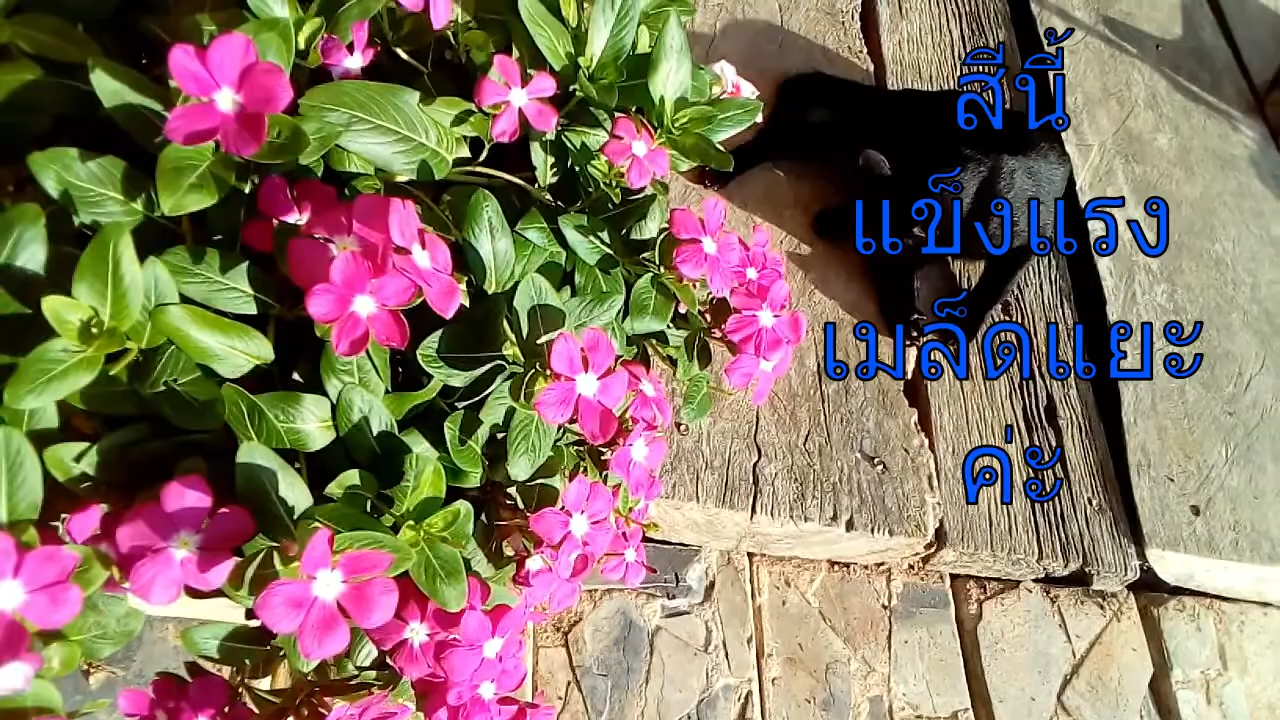 สีนี้
แข็งแรง
เมล็ดแยะ
ค่ะ